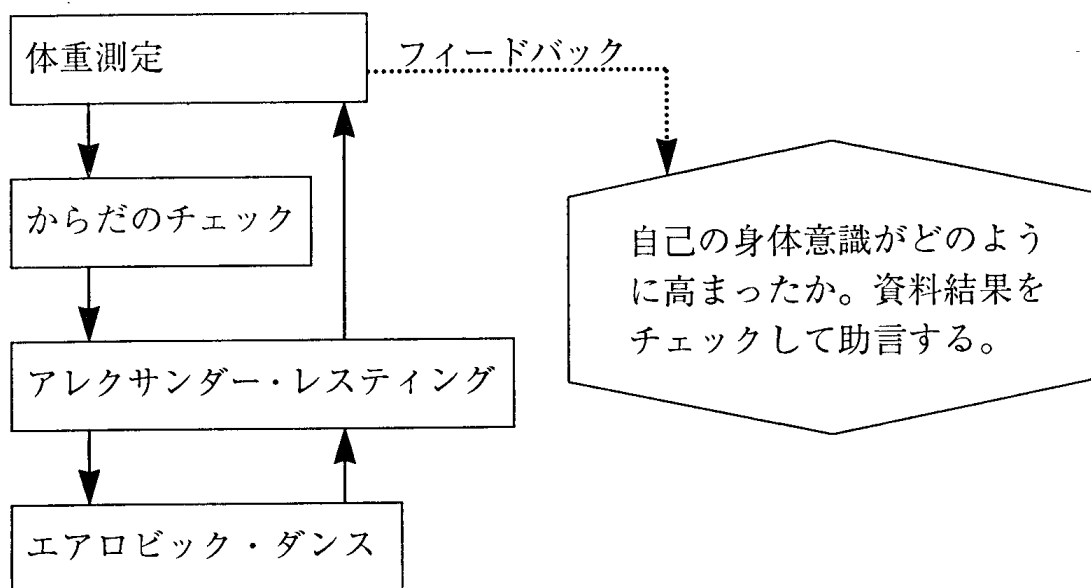 体重測定
フィードバック
からだのチェック
自己の身体意識がどのよう
に高まったか。資料結果を
チェックして助言する。
アレクサンダー・レスティング
エアロビック・ダンス